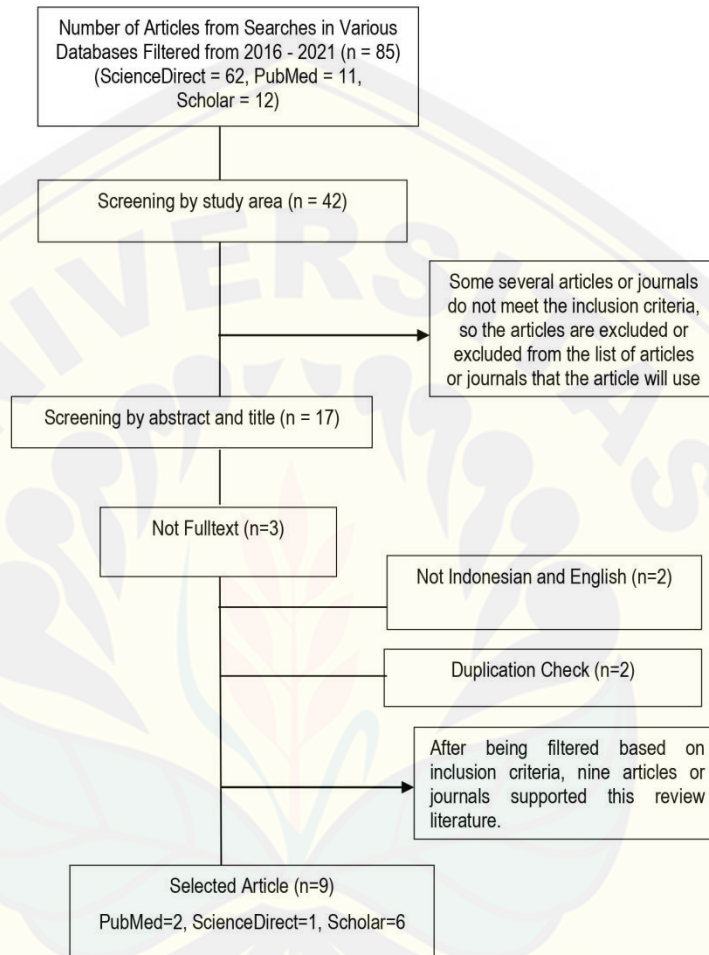 Number of Articles from Searches in Various
Databases Filtered from 2016 - 2021 (n = 85)
(ScienceDirect = 62, PubMed = 11,
Scholar = 12)
Screening by study area (n = 42)
Some several articles or journals
do not meet the inclusion criteria,
so the articles are excluded or
excluded from the list of articles
or journals that the article will use
Screening by abstract and title (n = 17)
Not Fulltext (n=3)
Not Indonesian and English (n=2)
Duplication Check (n=2)
After being filtered based on
inclusion criteria, nine articles or
journals supported this review
literature.
Selected Article (n=9)
PubMed=2, ScienceDirect=1, Scholar=6